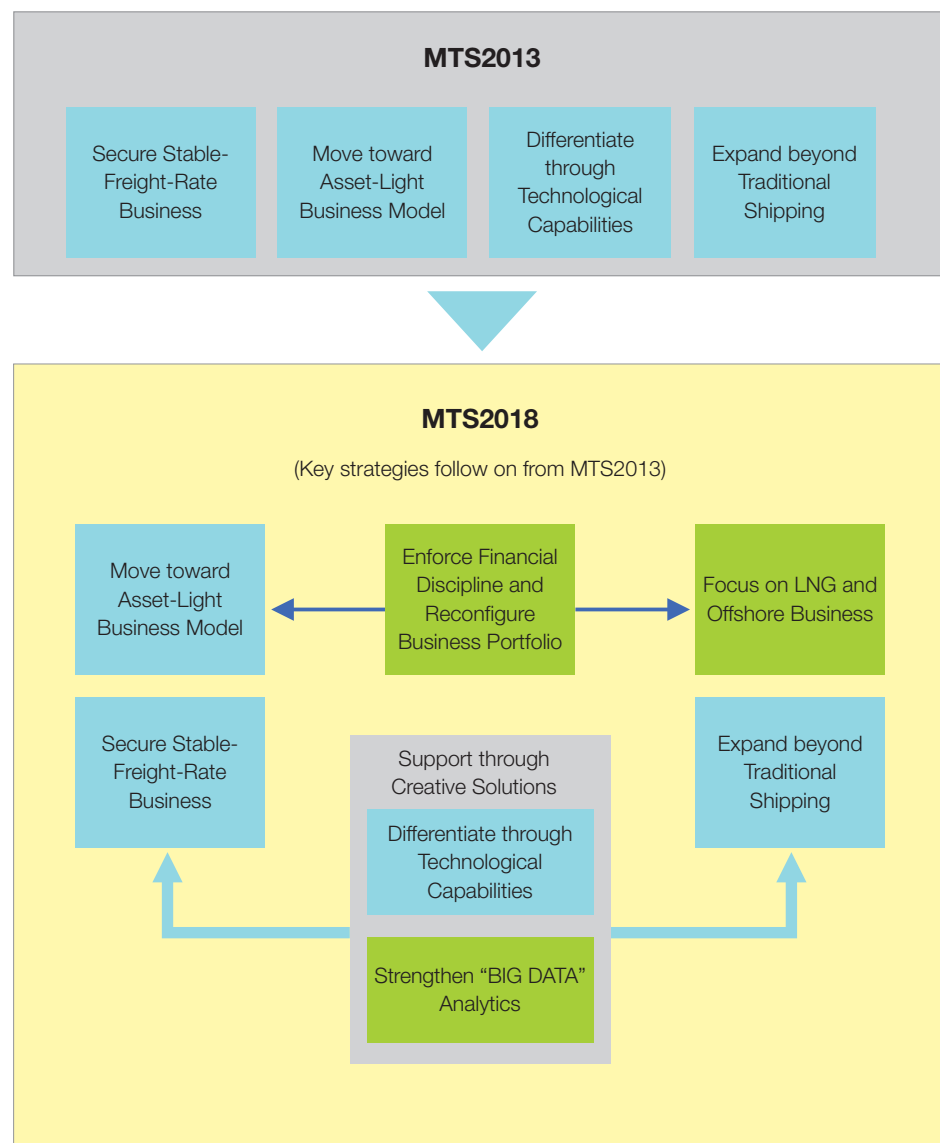 MTS2013
Secure Stable-
Freight-Rate
Business
Move toward
Asset-Light
Business Model
Differentiate
through
Technological
Capabilities
Expand beyond
Traditional
Shipping
MTS2018
(Key strategies follow on from MTS2013)
Move toward
Asset-Light
Business Model
Enforce Financial
Discipline and
Reconfigure
Business Portfolio
Focus on LNG and
Offshore Business
Secure Stable-
Freight-Rate
Business
Support through
Creative Solutions
Differentiate through
Technological
Capabilities
Strengthen “BIG DATA”
Analytics
Expand beyond
Traditional
Shipping